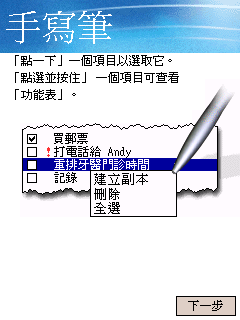 手寫筆
「點一下」一個項目以選取它。
「點選並按住」 一個項目可查看
「功能表」。
買郵票
!打電話給 Andy
重排牙醫門診時間
記錄
建立副本
刪除
全選
下一步